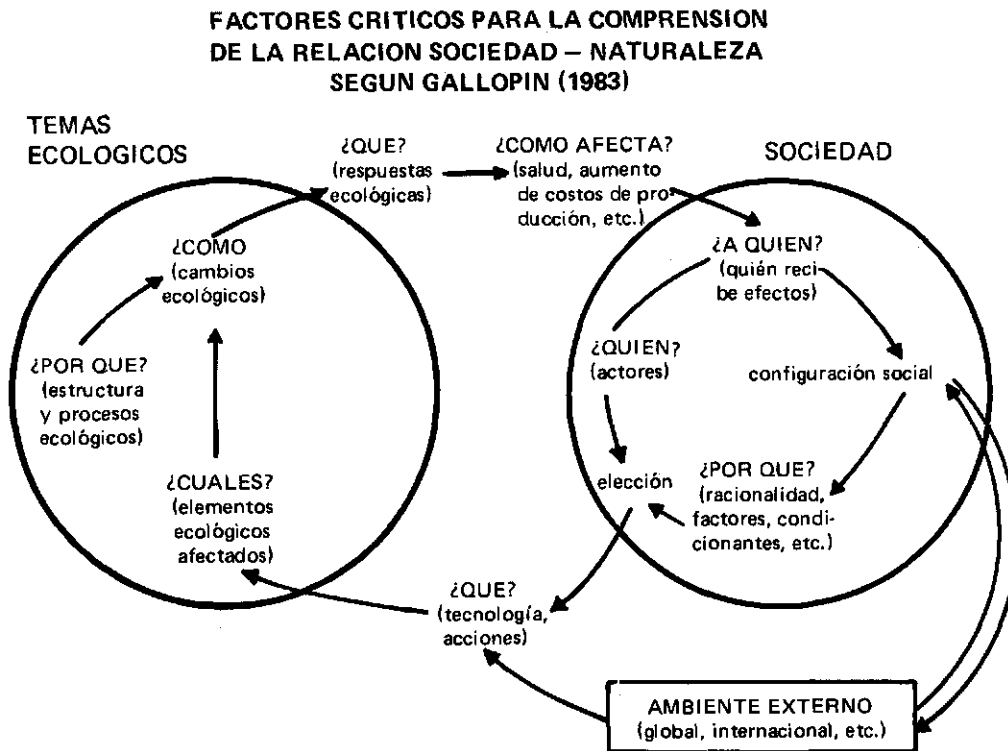 FACTORES CRITICOS PARA LA COMPRENSION
DE LA RELACION SOCIEDAD – NATURALEZA
SEGUN GALLOPIN (1983)
TEMAS
ECOLOGICOS
¿QUE?
(respuestas
ecológicas)
¿COMO AFECTA?
(salud, aumento
de costos de pro-
ducción, etc.)
SOCIEDAD
¿COMO
(cambios
ecológicos)
¿A QUIEN?
(quién reci-
be efectos)
¿POR QUE?
(estructura
y procesos
ecológicos)
¿QUIEN?
(actores)
configuración social
¿CUALES?
(elementos
ecológicos
afectados)
elección
¿POR QUE?
(racionalidad,
factores, condi-
cionantes, etc.)
¿QUE?
(tecnología,
acciones)
AMBIENTE EXTERNO
(global, internacional, etc.)